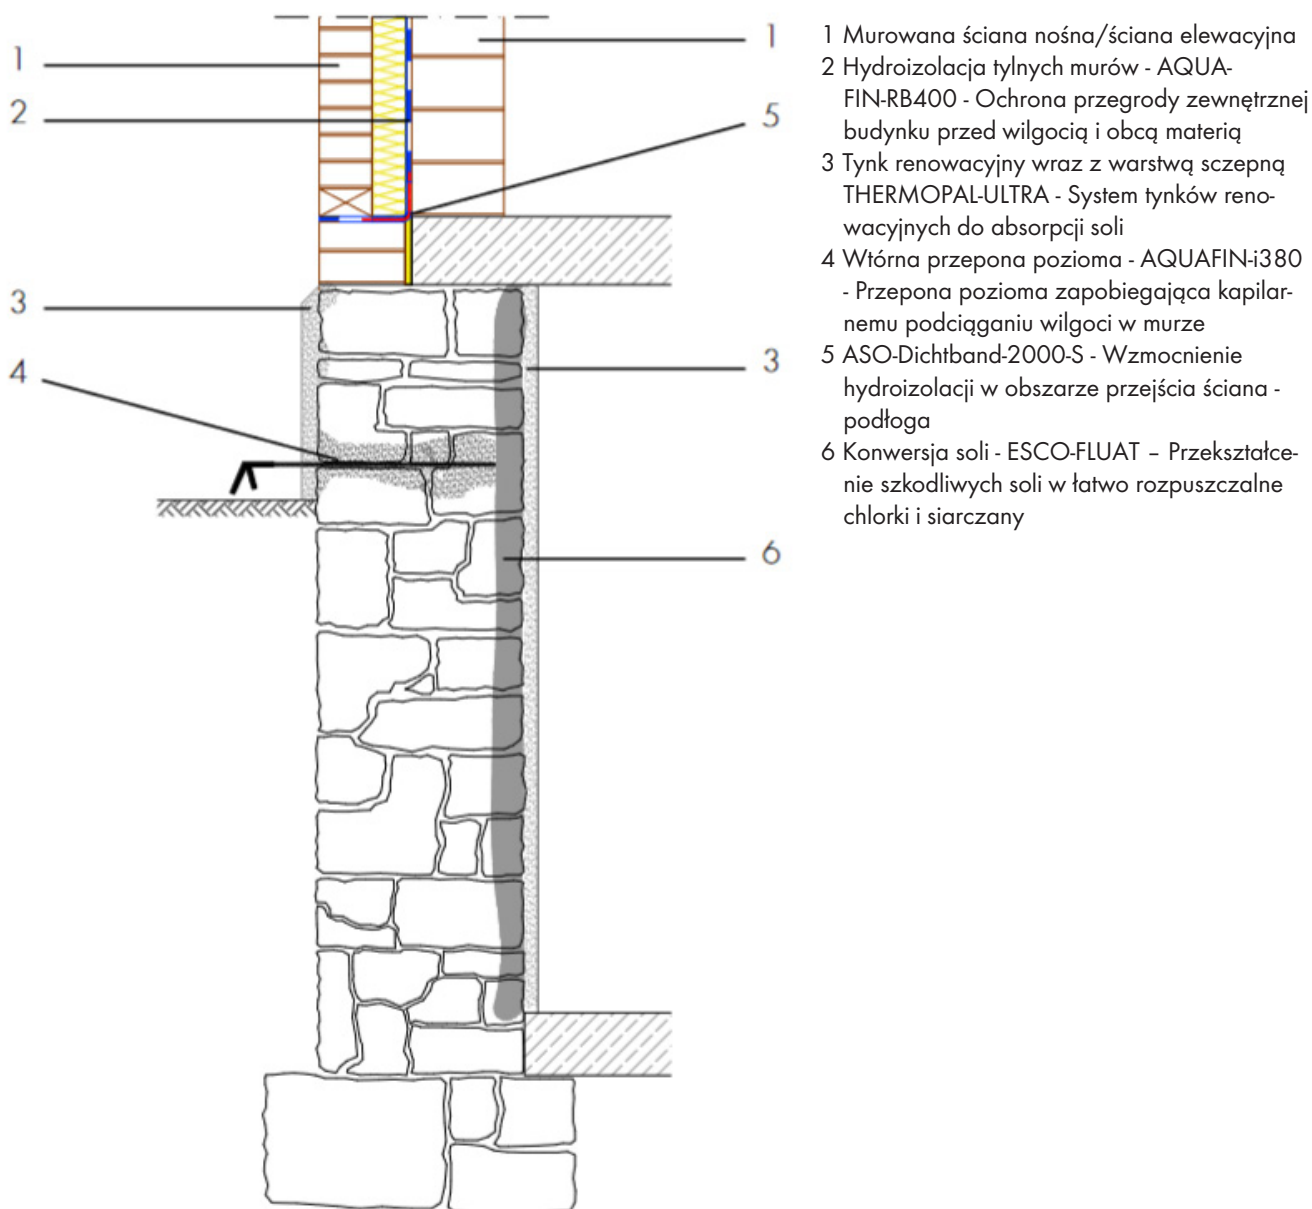 1
2
3
4
1
5
3
6
1 Murowana ściana nośna/ściana elewacyjna
2 Hydroizolacja tylnych murów - AQUA-
FIN-RB400 - Ochrona przegrody zewnętrznej
budynku przed wilgocią i obcą materią
3 Tynk renowacyjny wraz z warstwą sczepną
THERMOPAL-ULTRA - System tynków reno-
wacyjnych do absorpcji soli
4 Wtórna przepona pozioma - AQUAFIN-i380
- Przepona pozioma zapobiegająca kapilar-
nemu podciąganiu wilgoci w murze
5 ASO-Dichtband-2000-S - Wzmocnienie
hydroizolacji w obszarze przejścia ściana -
podłoga
6 Konwersja soli - ESCO-FLUAT – Przekształce-
nie szkodliwych soli w łatwo rozpuszczalne
chlorki i siarczany